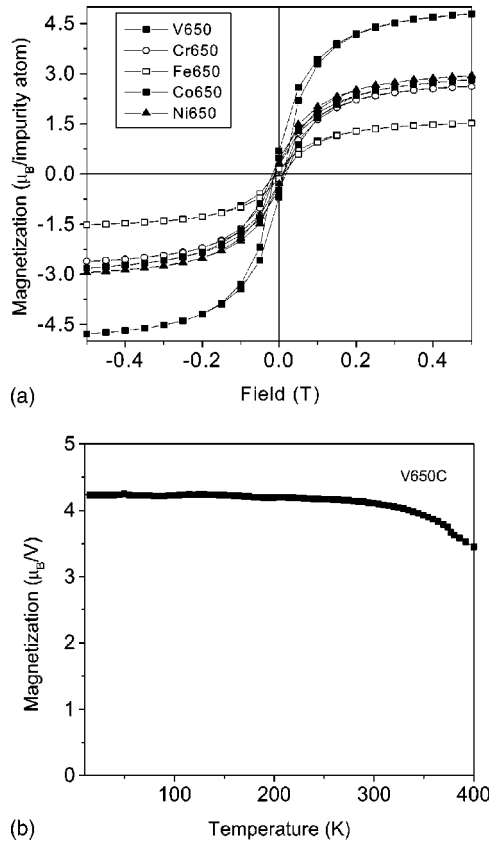 4.5
3.0
1.5
0.0
-1.5
-3.0
-4.5
Magnetization (μB/impurity atom)
V650
Cr650
Fe650
Co650
Ni650
-0.4 -0.2 0.0 0.2 0.4
Field (T)
(a)
5
4
3
2
1
0
Magnetization (μB/V)
V650C
100 200 300 400
Temperature (K)
(b)